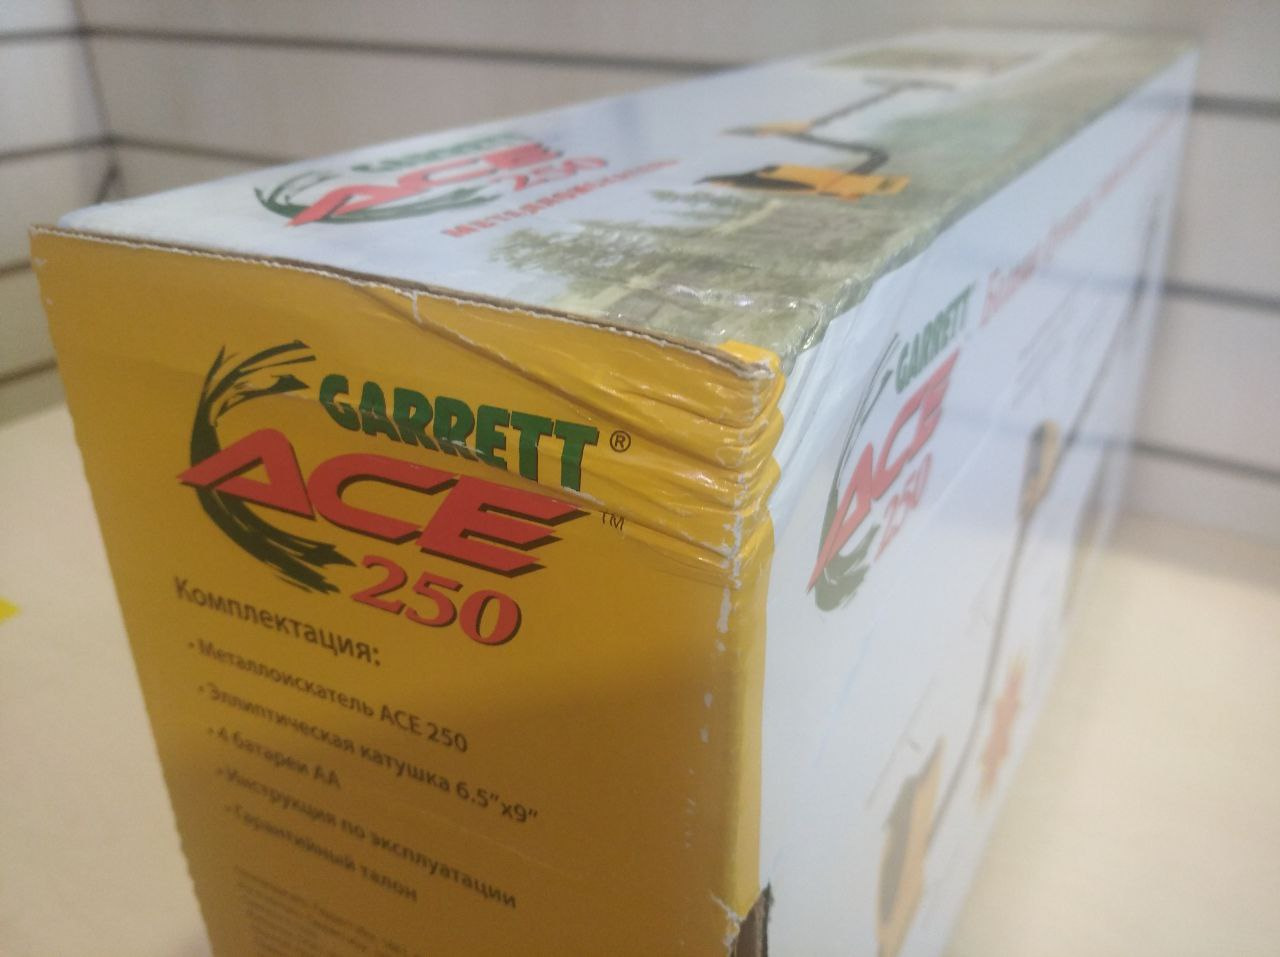 GARRETT
ACE
250
МЕТАЛЛОИСКАТЕЛЬ
GARRETT®
ACE™
250
Комплектация:
• Металлоискатель ACE 250
• Эллиптическая катушка 6.5”x9”
• 4 батареи АА
• Инструкция по эксплуатации
• Гарантийный талон
GARRETT
ACE
250